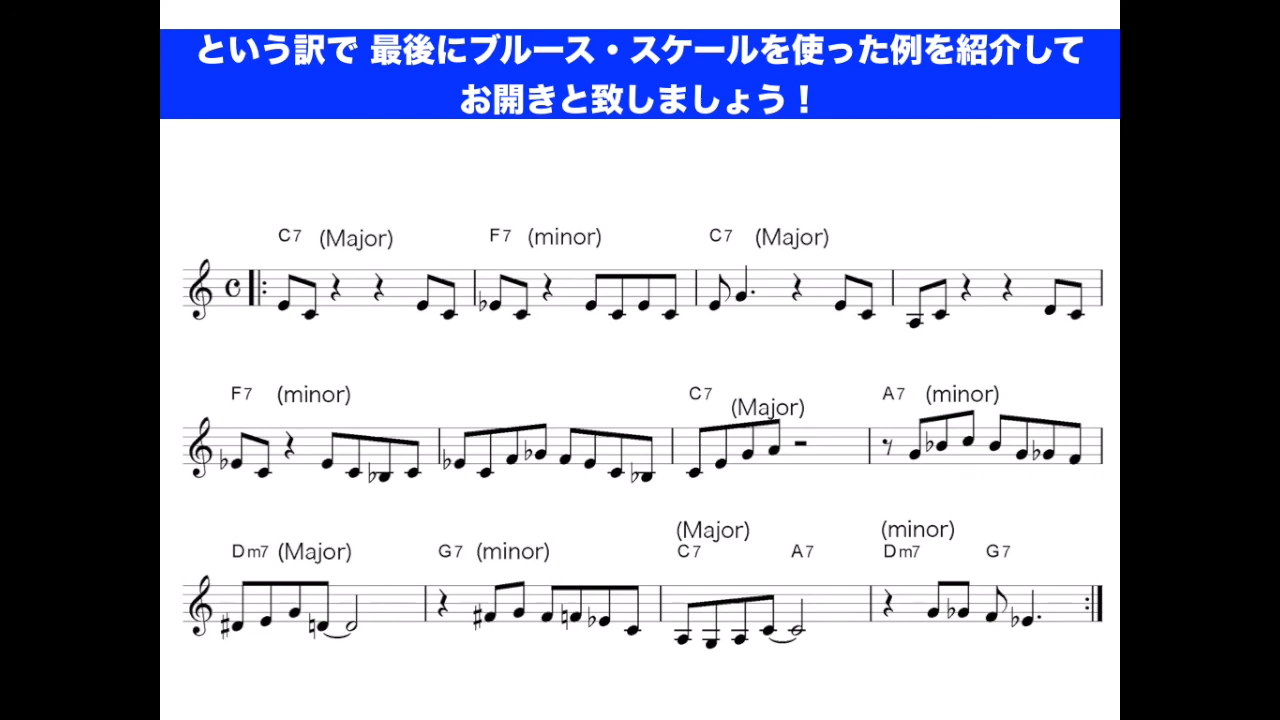 という訳で 最後にブルース・スケールを使った例を紹介して
お開きと致しましょう！
C7 (Major) F7 (minor) C7 (Major)
F7 (minor) C7 (Major) A7 (minor)
Dm7 (Major) G7 (minor) (Major) C7 A7 (minor) Dm7 G7